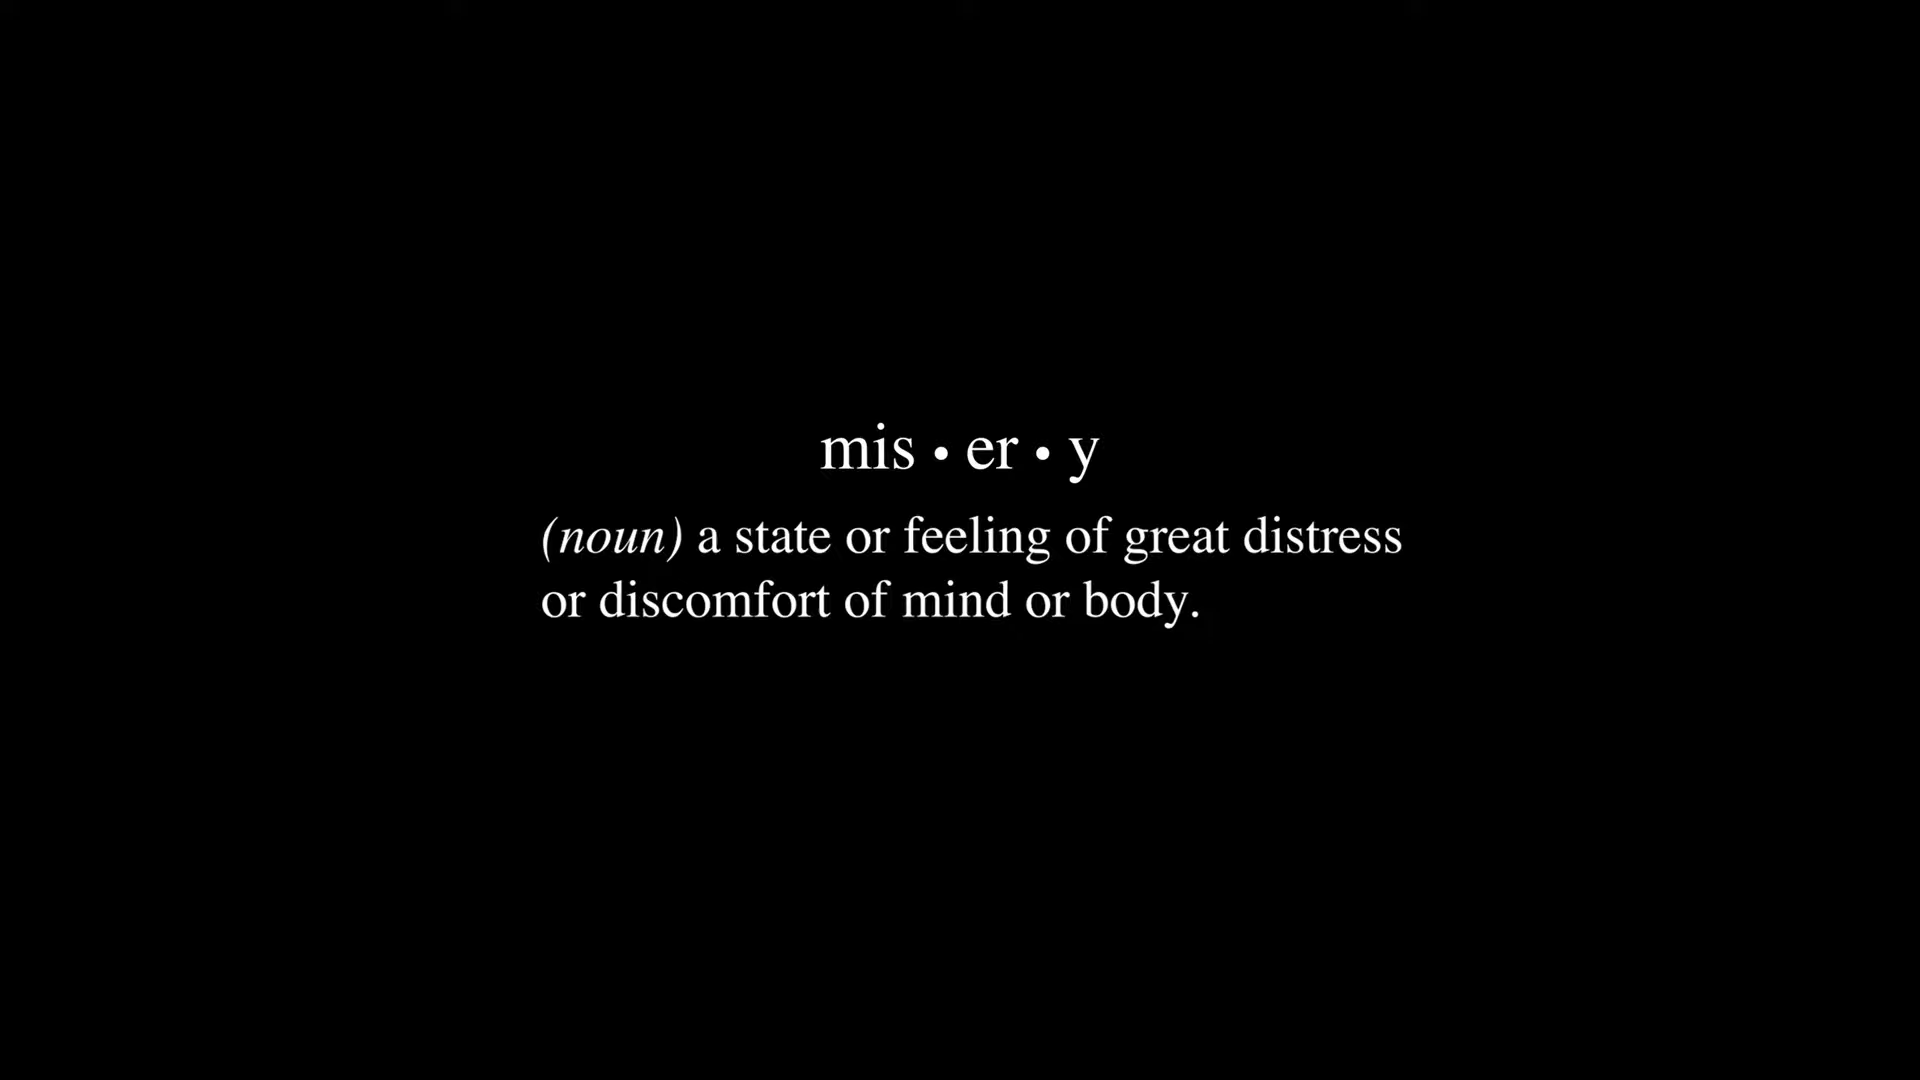 mis • er • y
(noun) a state or feeling of great distress
or discomfort of mind or body.